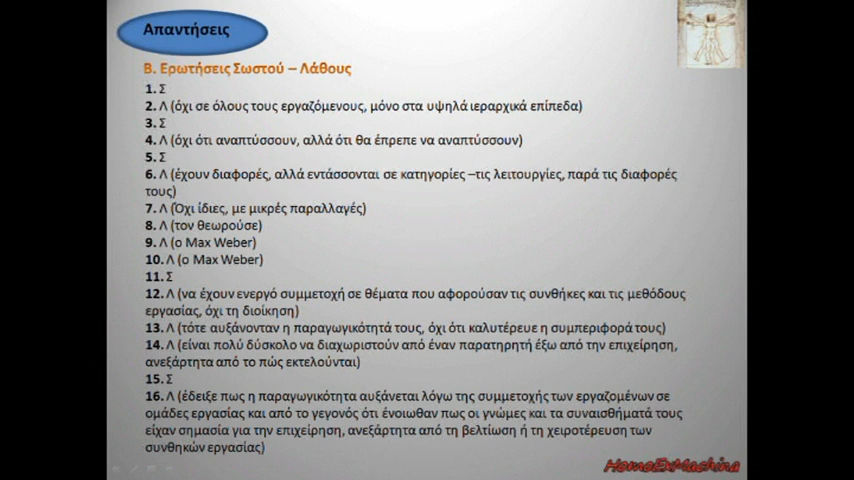 Απαντήσεις
Β. Ερωτήσεις Σωστού – Λάθους
1. Σ
2. Λ (όχι σε όλους τους εργαζόμενους, μόνο στα υψηλά ιεραρχικά επίπεδα)
3. Σ
4. Λ (όχι ότι αναπτύσσουν, αλλά ότι θα έπρεπε να αναπτύσσουν)
5. Σ
6. Λ (έχουν διαφορές, αλλά εντάσσονται σε κατηγορίες –τις λειτουργίες, παρά τις διαφορές
τους)
7. Λ (Όχι ίδιες, με μικρές παραλλαγές)
8. Λ (τον θεωρούσε)
9. Λ (ο Max Weber)
10. Λ (ο Max Weber)
11. Σ
12. Λ (να έχουν ενεργό συμμετοχή σε θέματα που αφορούσαν τις συνθήκες και τις μεθόδους
εργασίας, όχι τη διοίκηση)
13. Λ (τότε αυξάνονταν η παραγωγικότητά τους, όχι ότι καλυτέρευε η συμπεριφορά τους)
14. Λ (είναι πολύ δύσκολο να διαχωριστούν από έναν παρατηρητή έξω από την επιχείρηση,
ανεξάρτητα από το πώς εκτελούνται)
15. Σ
16. Λ (έδειξε πως η παραγωγικότητα αυξάνεται λόγω της συμμετοχής των εργαζομένων σε
ομάδες εργασίας και από το γεγονός ότι ένοιωθαν πως οι γνώμες και τα συναισθήματά τους
είχαν σημασία για την επιχείρηση, ανεξάρτητα από τη βελτίωση ή τη χειροτέρευση των
συνθηκών εργασίας)
HomoExMachina